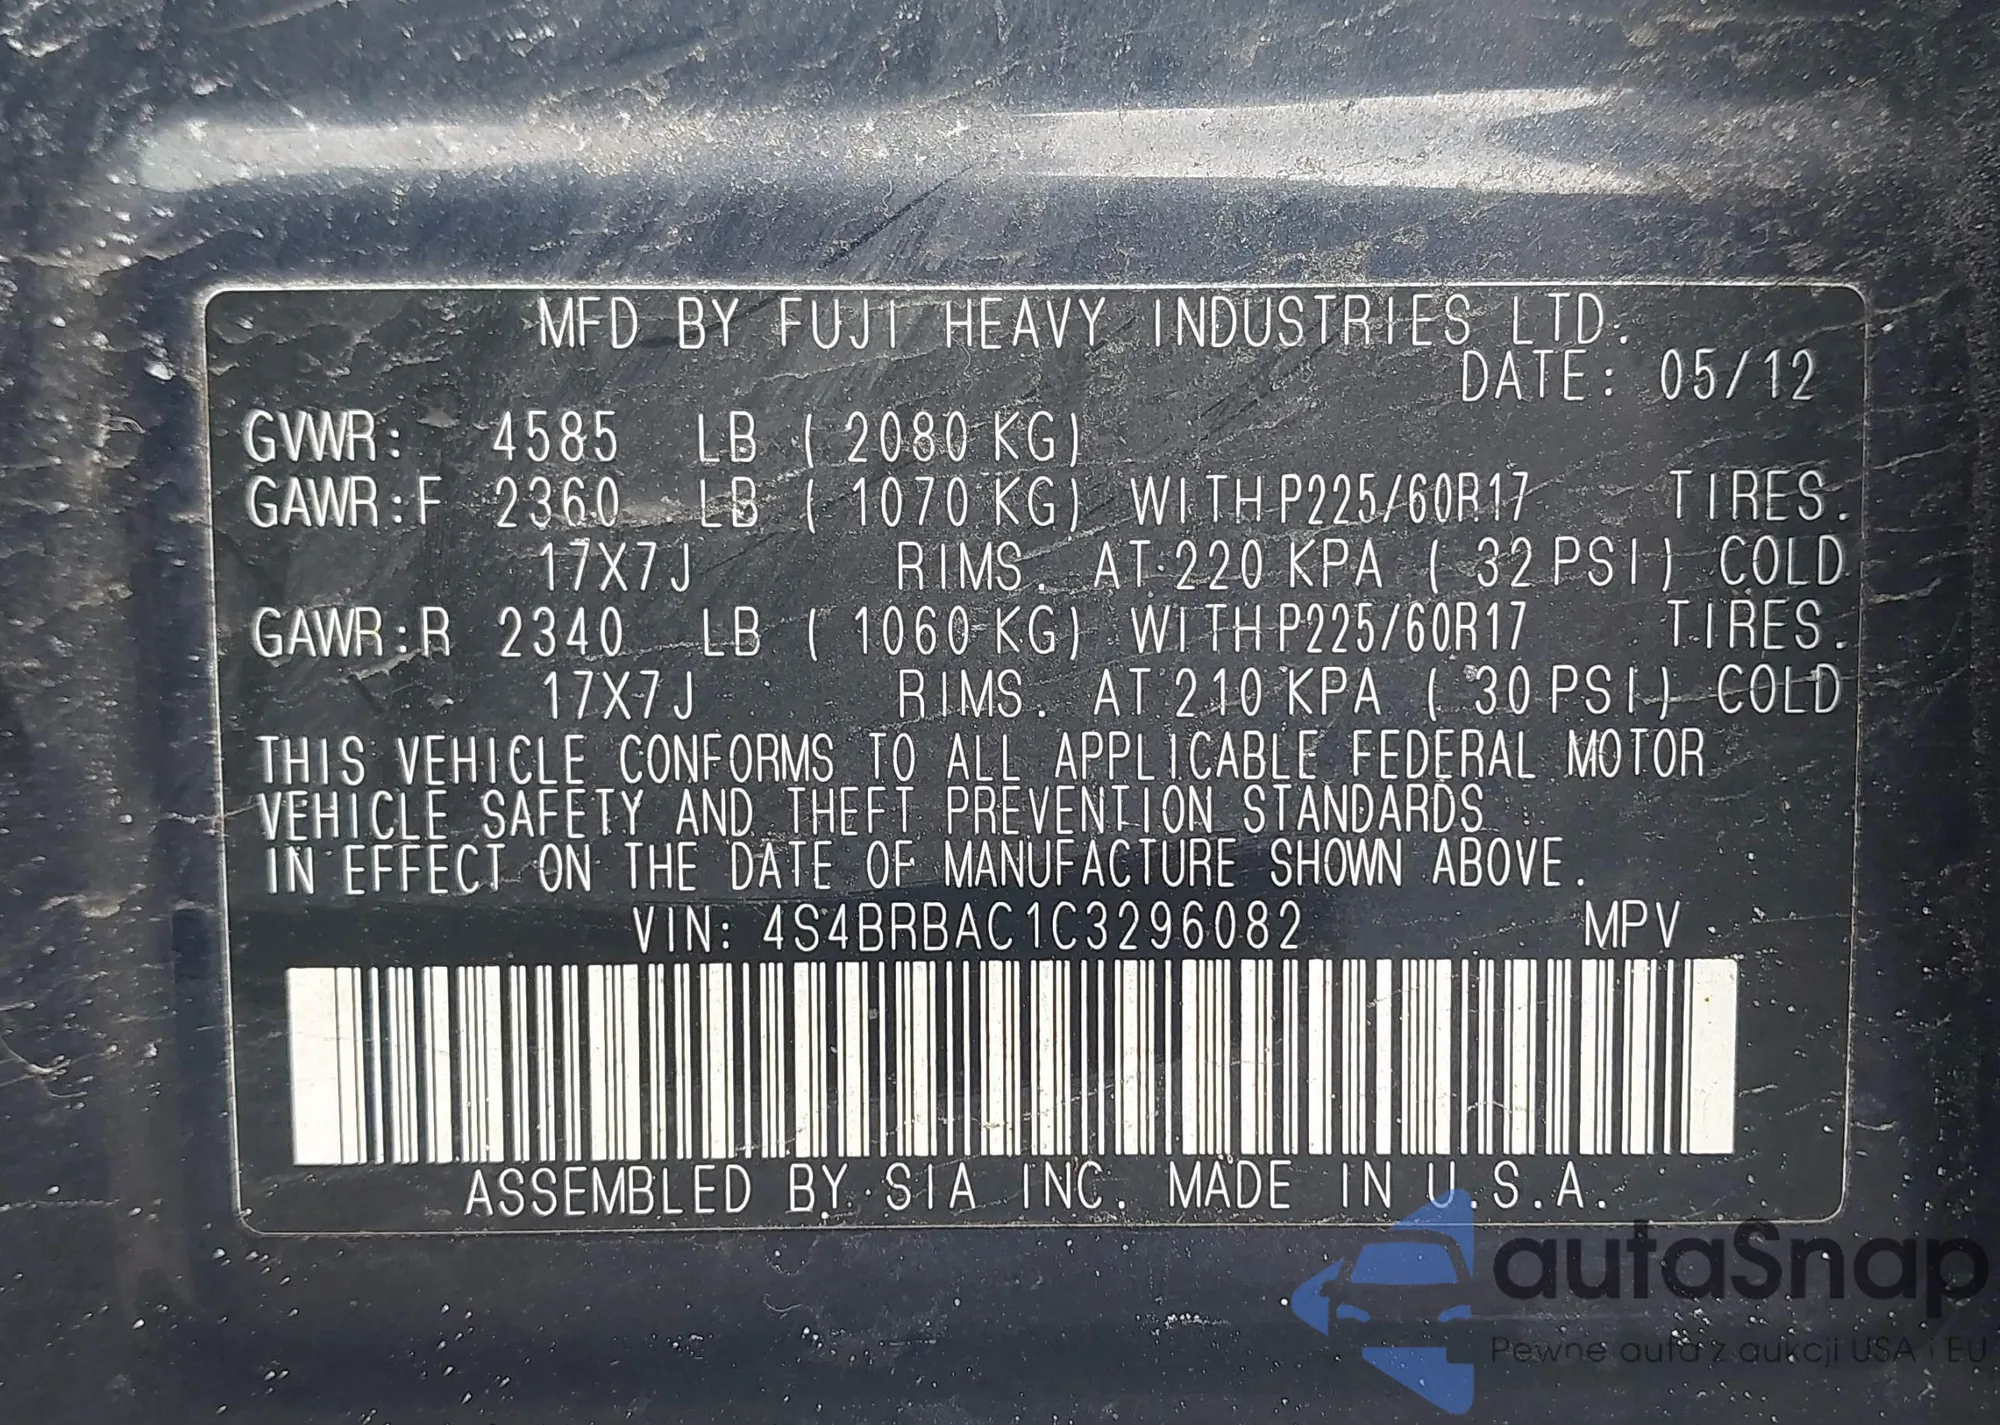 MFD BY FUJI HEAVY INDUSTRIES LTD.
DATE: 05/12
GVWR: 4585 LB (2080 KG)
GAWR:F 2360 LB (1070 KG) WITH P225/60R17 TIRES.
17X7J RIMS. AT 220 KPA (32 PSI) COLD
GAWR:R 2340 LB (1060 KG) WITH P225/60R17 TIRES.
17X7J RIMS. AT 210 KPA (30 PSI) COLD
THIS VEHICLE CONFORMS TO ALL APPLICABLE FEDERAL MOTOR
VEHICLE SAFETY AND THEFT PREVENTION STANDARDS
IN EFFECT ON THE DATE OF MANUFACTURE SHOWN ABOVE.
VIN: 4S4BRBAC1C3296082 MPV
ASSEMBLED BY SIA INC. MADE IN U.S.A.
autaSnap
Pewne auta z aukcji USA i EU